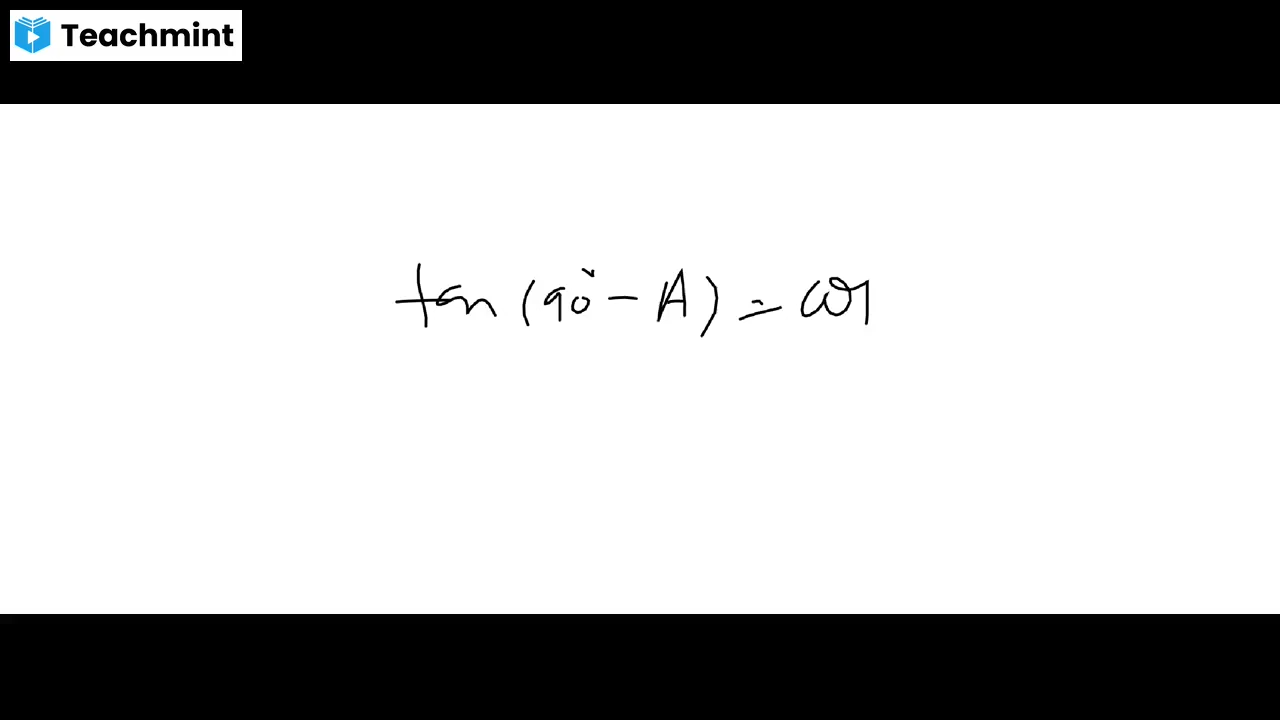 Teachmint
tan (90° - A) = cot